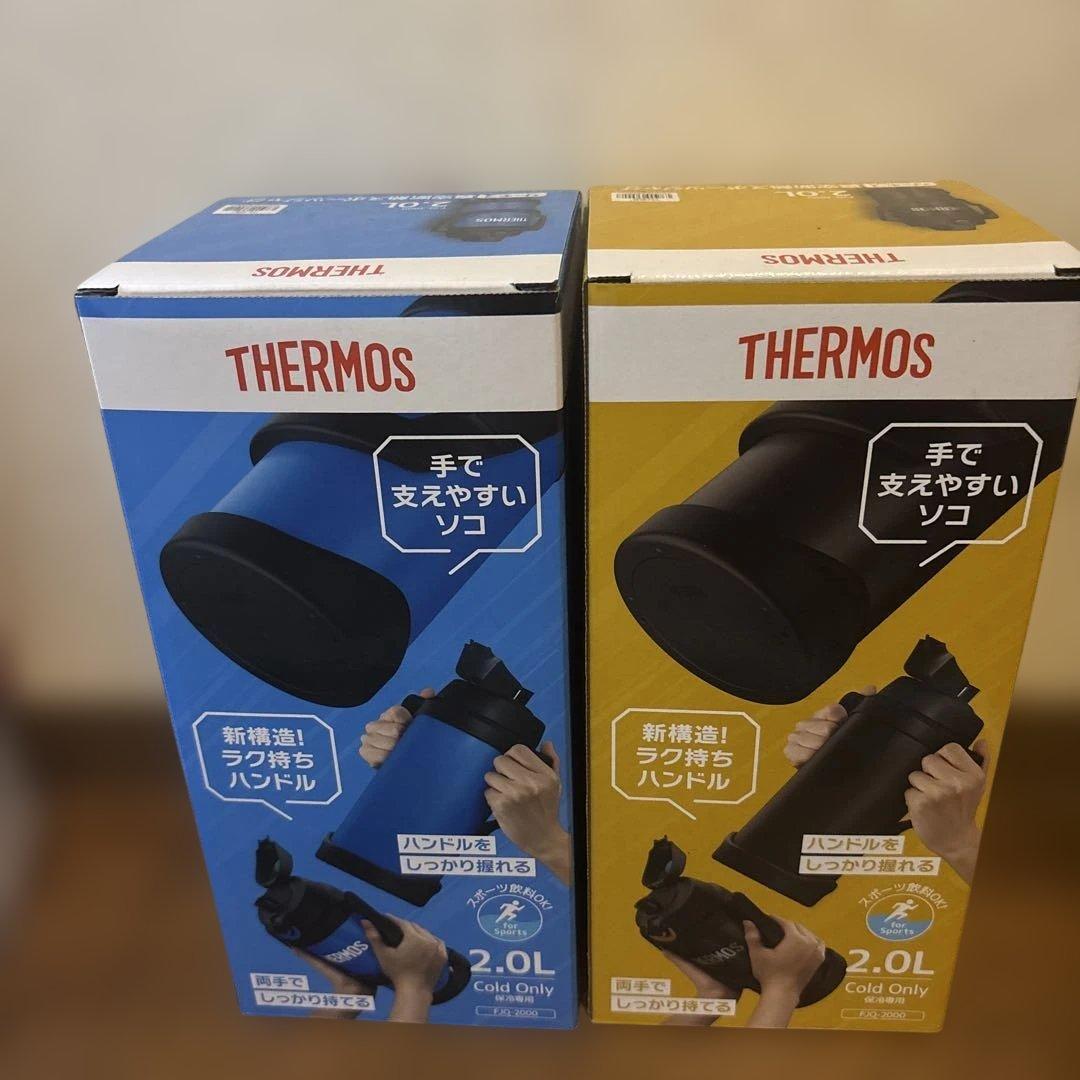 2.0L
THERMOS
THERMOS
THERMOS
手で
支えやすい
ソコ
新構造!
ラク持ち
ハンドル
ハンドルを
しっかり握れる
スポーツ飲料OK!
for
Sports
両手で
しっかり持てる
2.0L
Cold Only
保冷専用
FJQ-2000
2.0L
THERMOS
THERMOS
手で
支えやすい
ソコ
新構造!
ラク持ち
ハンドル
ハンドルを
しっかり握れる
スポーツ飲料OK!
for
Sports
両手で
しっかり持てる
2.0L
Cold Only
保冷専用
FJQ-2000